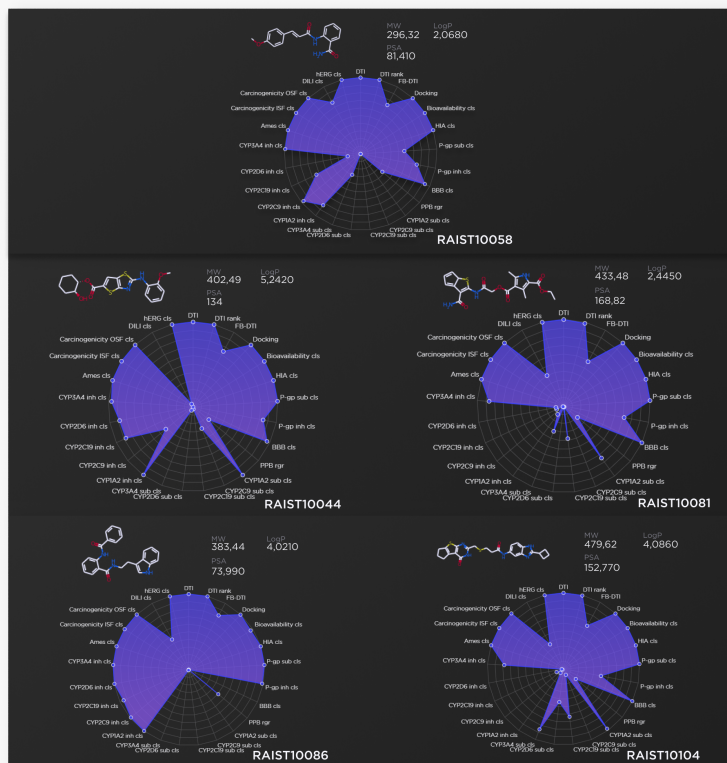 MW LogP
296,32 2,0680
PSA
81,410
DTI
DTI rank
FB-DTI
Docking
Bioavailability cls
HIA cls
P-gp sub cls
P-gp inh cls
BBB cls
PPB rgr
CYP1A2 sub cls
CYP2C9 sub cls
CYP2C19 sub cls
CYP2D6 sub cls
CYP3A4 sub cls
CYP1A2 inh cls
CYP2C9 inh cls
CYP2C19 inh cls
CYP2D6 inh cls
CYP3A4 inh cls
Ames cls
Carcinogenicity ISF cls
Carcinogenicity OSF cls
DILI cls
hERG cls
RAIST10058
MW LogP
402,49 5,2420
PSA
134
DTI
DTI rank
FB-DTI
Docking
Bioavailability cls
HIA cls
P-gp sub cls
P-gp inh cls
BBB cls
PPB rgr
CYP1A2 sub cls
CYP2C9 sub cls
CYP2C19 sub cls
CYP2D6 sub cls
CYP3A4 sub cls
CYP1A2 inh cls
CYP2C9 inh cls
CYP2C19 inh cls
CYP2D6 inh cls
CYP3A4 inh cls
Ames cls
Carcinogenicity ISF cls
Carcinogenicity OSF cls
DILI cls
hERG cls
RAIST10044
MW LogP
433,48 2,4450
PSA
168,82
DTI
DTI rank
FB-DTI
Docking
Bioavailability cls
HIA cls
P-gp sub cls
P-gp inh cls
BBB cls
PPB rgr
CYP1A2 sub cls
CYP2C9 sub cls
CYP2C19 sub cls
CYP2D6 sub cls
CYP3A4 sub cls
CYP1A2 inh cls
CYP2C9 inh cls
CYP2C19 inh cls
CYP2D6 inh cls
CYP3A4 inh cls
Ames cls
Carcinogenicity ISF cls
Carcinogenicity OSF cls
DILI cls
hERG cls
RAIST10081
MW LogP
383,44 4,0210
PSA
73,990
DTI
DTI rank
FB-DTI
Docking
Bioavailability cls
HIA cls
P-gp sub cls
P-gp inh cls
BBB cls
PPB rgr
CYP1A2 sub cls
CYP2C9 sub cls
CYP2C19 sub cls
CYP2D6 sub cls
CYP3A4 sub cls
CYP1A2 inh cls
CYP2C9 inh cls
CYP2C19 inh cls
CYP2D6 inh cls
CYP3A4 inh cls
Ames cls
Carcinogenicity ISF cls
Carcinogenicity OSF cls
DILI cls
hERG cls
RAIST10086
MW LogP
479,62 4,0860
PSA
152,770
DTI
DTI rank
FB-DTI
Docking
Bioavailability cls
HIA cls
P-gp sub cls
P-gp inh cls
BBB cls
PPB rgr
CYP1A2 sub cls
CYP2C9 sub cls
CYP2C19 sub cls
CYP2D6 sub cls
CYP3A4 sub cls
CYP1A2 inh cls
CYP2C9 inh cls
CYP2C19 inh cls
CYP2D6 inh cls
CYP3A4 inh cls
Ames cls
Carcinogenicity ISF cls
Carcinogenicity OSF cls
DILI cls
hERG cls
RAIST10104